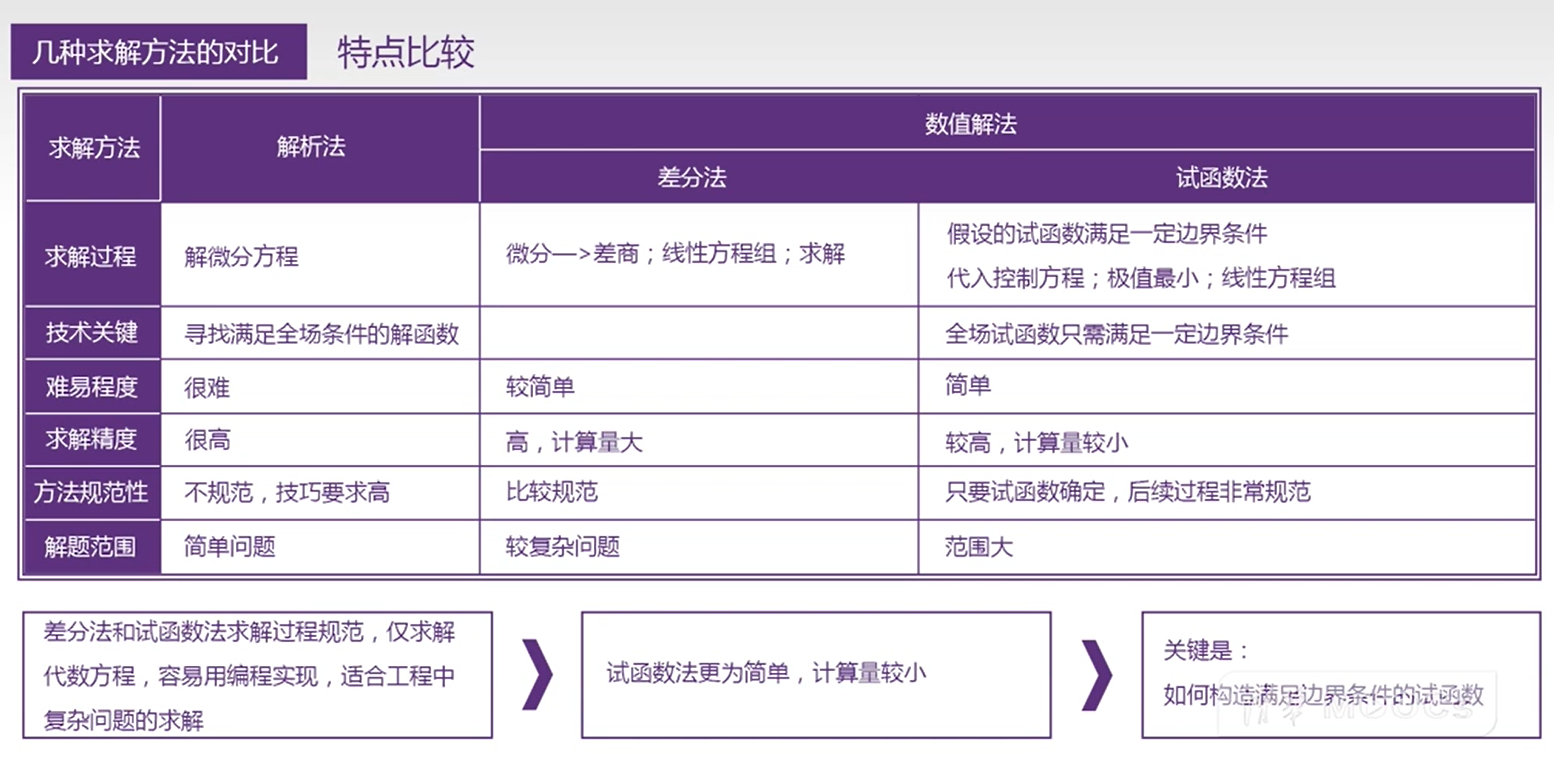 几种求解方法的对比 特点比较
求解方法 解析法 数值解法
差分法 试函数法
求解过程 解微分方程 微分—>差商；线性方程组；求解 假设的试函数满足一定边界条件
代入控制方程；极值最小；线性方程组
技术关键 寻找满足全场条件的解函数 全场试函数只需满足一定边界条件
难易程度 很难 较简单 简单
求解精度 很高 高，计算量大 较高，计算量较小
方法规范性 不规范，技巧要求高 比较规范 只要试函数确定，后续过程非常规范
解题范围 简单问题 较复杂问题 范围大
差分法和试函数法求解过程规范，仅求解
代数方程，容易用编程实现，适合工程中
复杂问题的求解
试函数法更为简单，计算量较小
关键是：
如何构造满足边界条件的试函数
清华 MOOCs